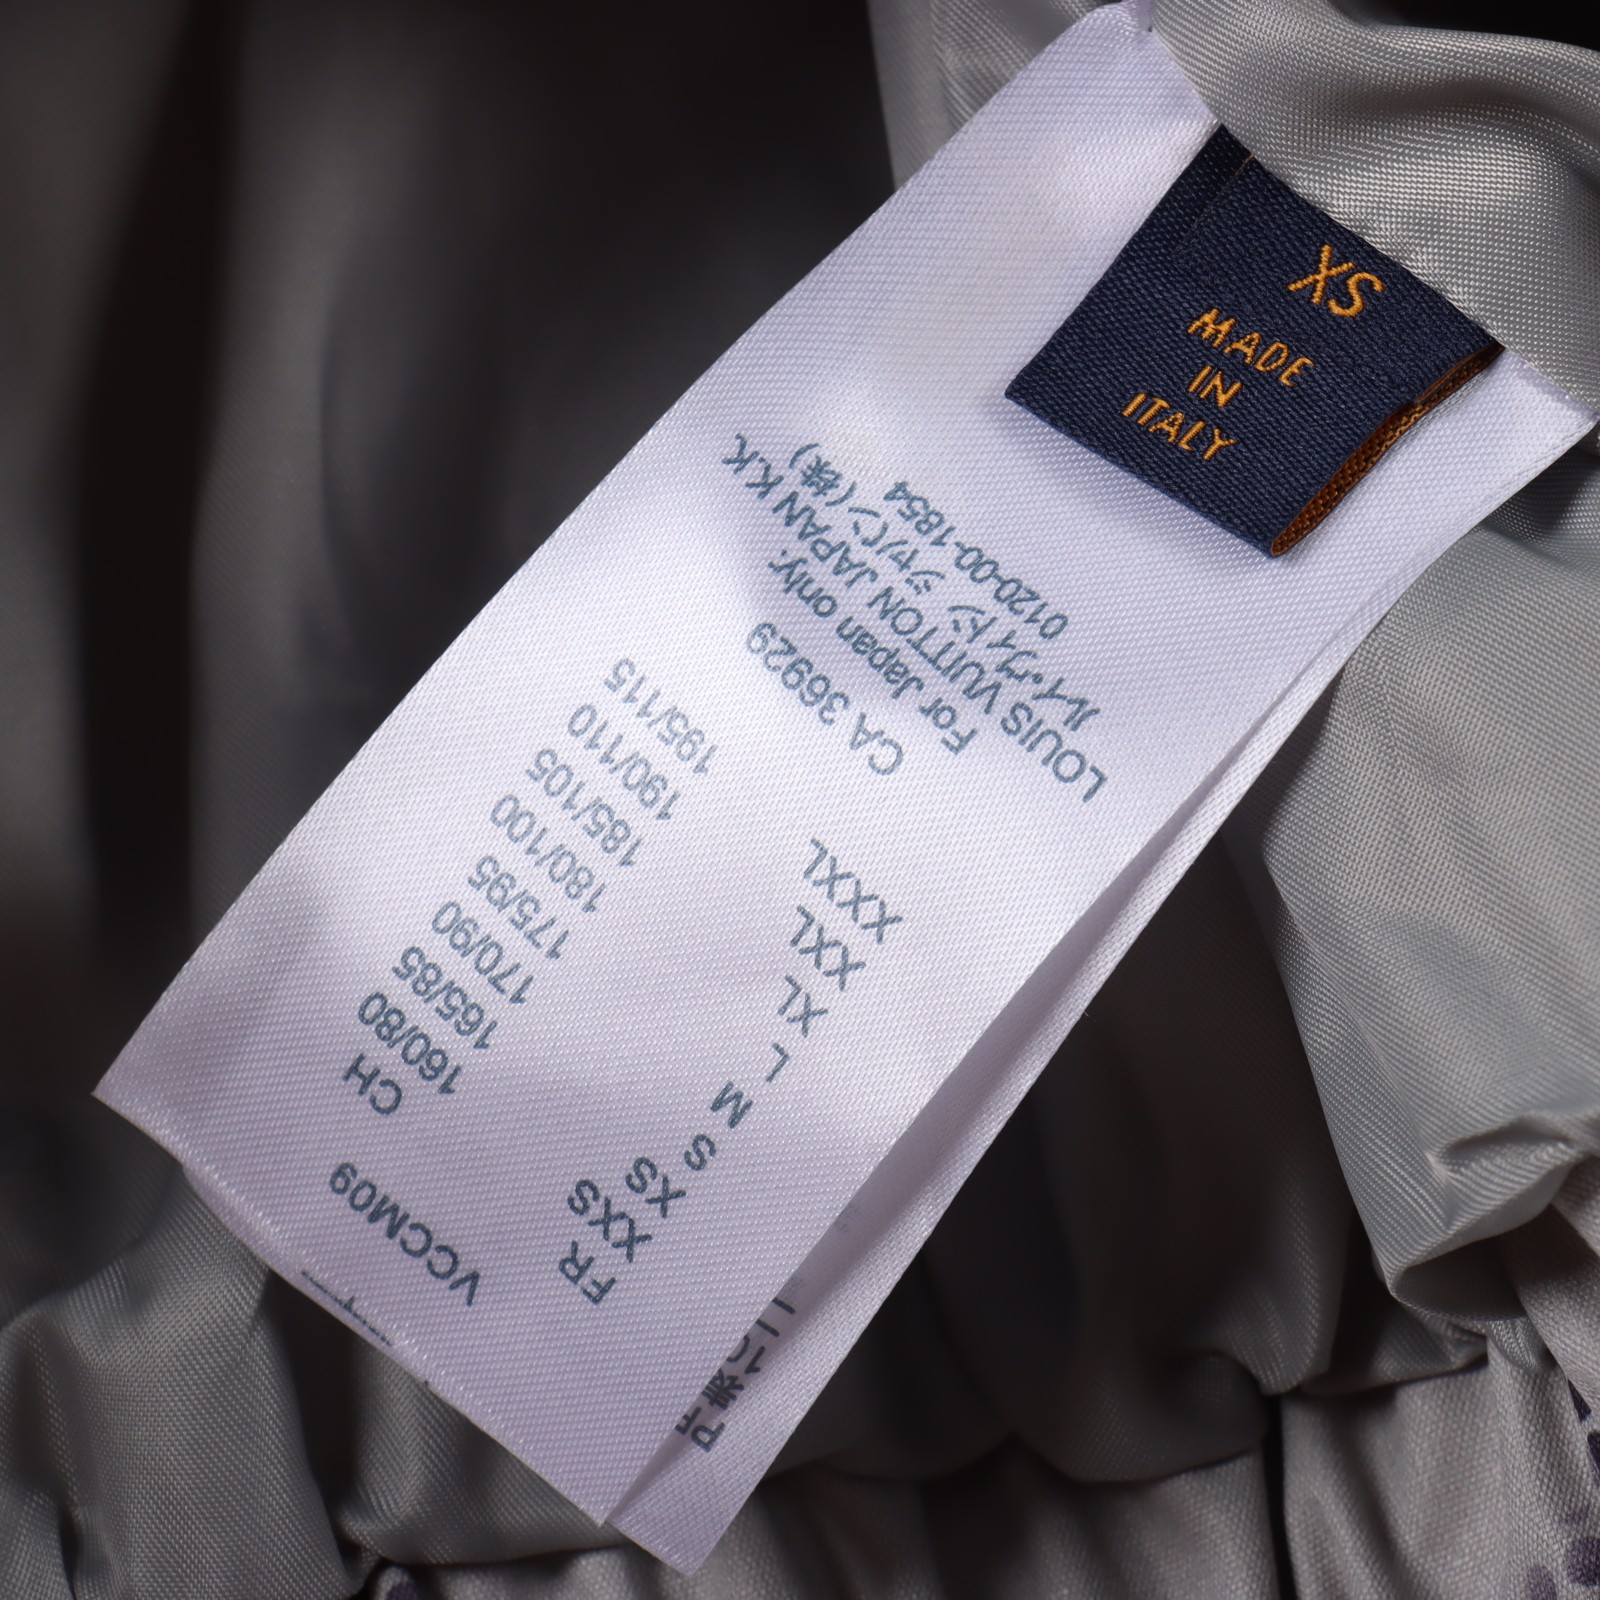 XS
MADE
IN
ITALY
VCCM09
FR CH
XXS 160/80
XS 165/85
S 170/90
M 175/95
L 180/100
XL 185/105
XXL 190/110
XXXL 195/115
CA 36929
For Japan only:
LOUIS VUITTON JAPAN K.K
ルイ・ヴィトン ジャパン(株)
0120-00-1854